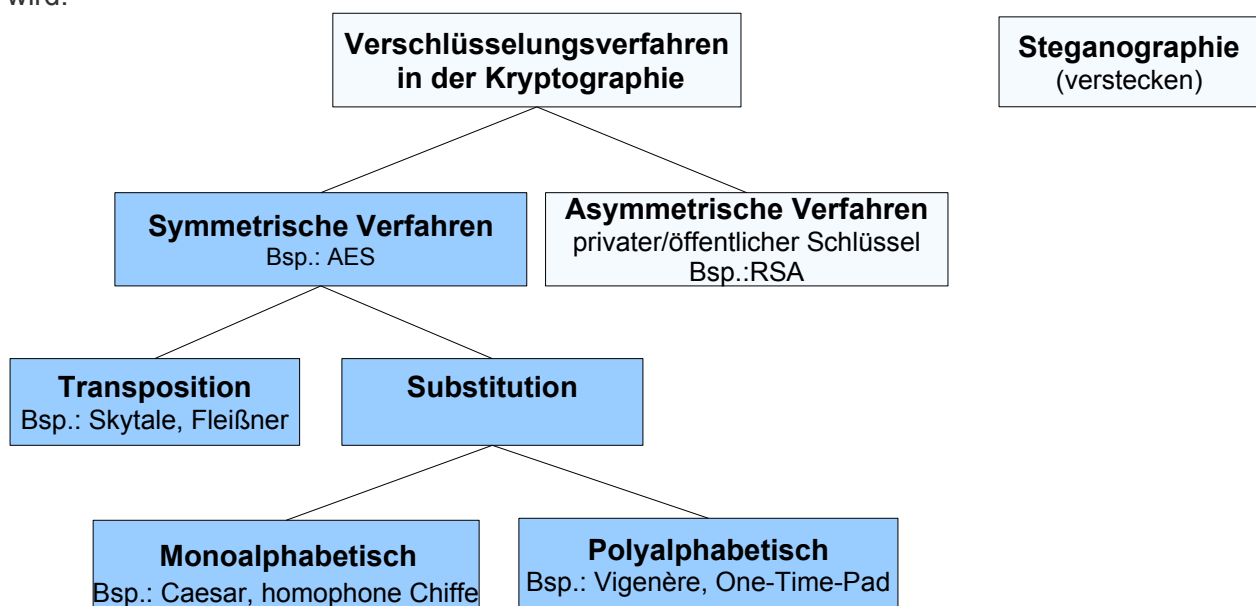 wird.
Verschlüsselungsverfahren
in der Kryptographie
Steganographie
(verstecken)
Symmetrische Verfahren
Bsp.: AES
Asymmetrische Verfahren
privater/öffentlicher Schlüssel
Bsp.:RSA
Transposition
Bsp.: Skytale, Fleißner
Substitution
Monoalphabetisch
Bsp.: Caesar, homophone Chiffe
Polyalphabetisch
Bsp.: Vigenère, One-Time-Pad